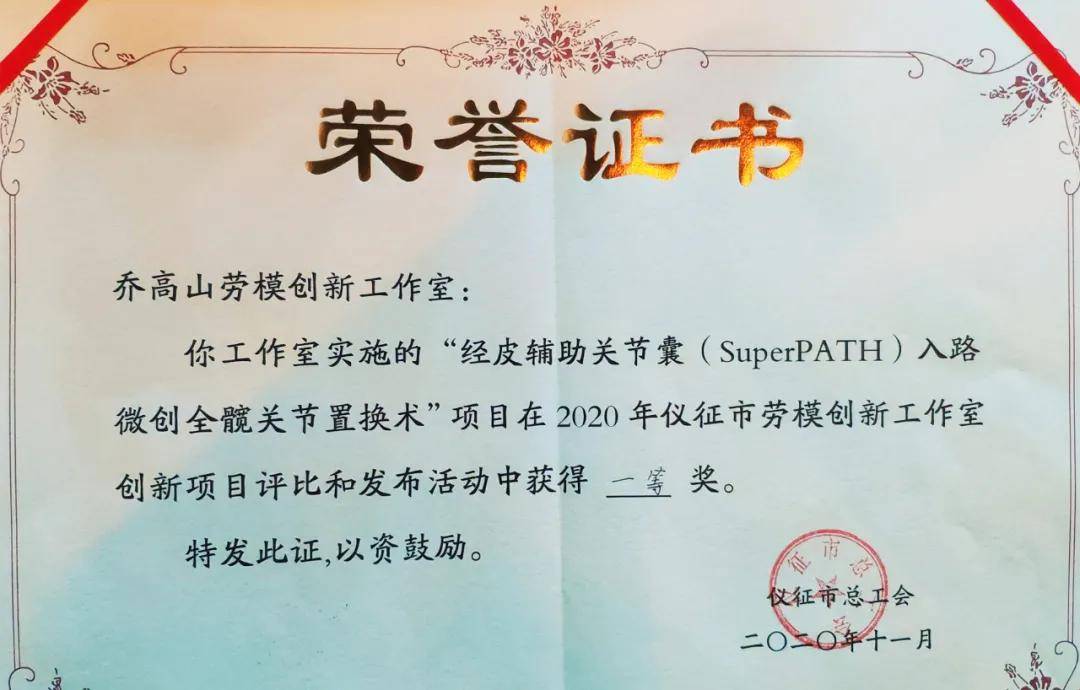 荣誉证书
乔高山劳模创新工作室：
你工作室实施的“经皮辅助关节囊（SuperPATH）入路
微创全髋关节置换术”项目在2020年仪征市劳模创新工作室
创新项目评比和发布活动中获得 一等 奖。
特发此证,以资鼓励。
仪征市总工会
二〇二〇年十一月